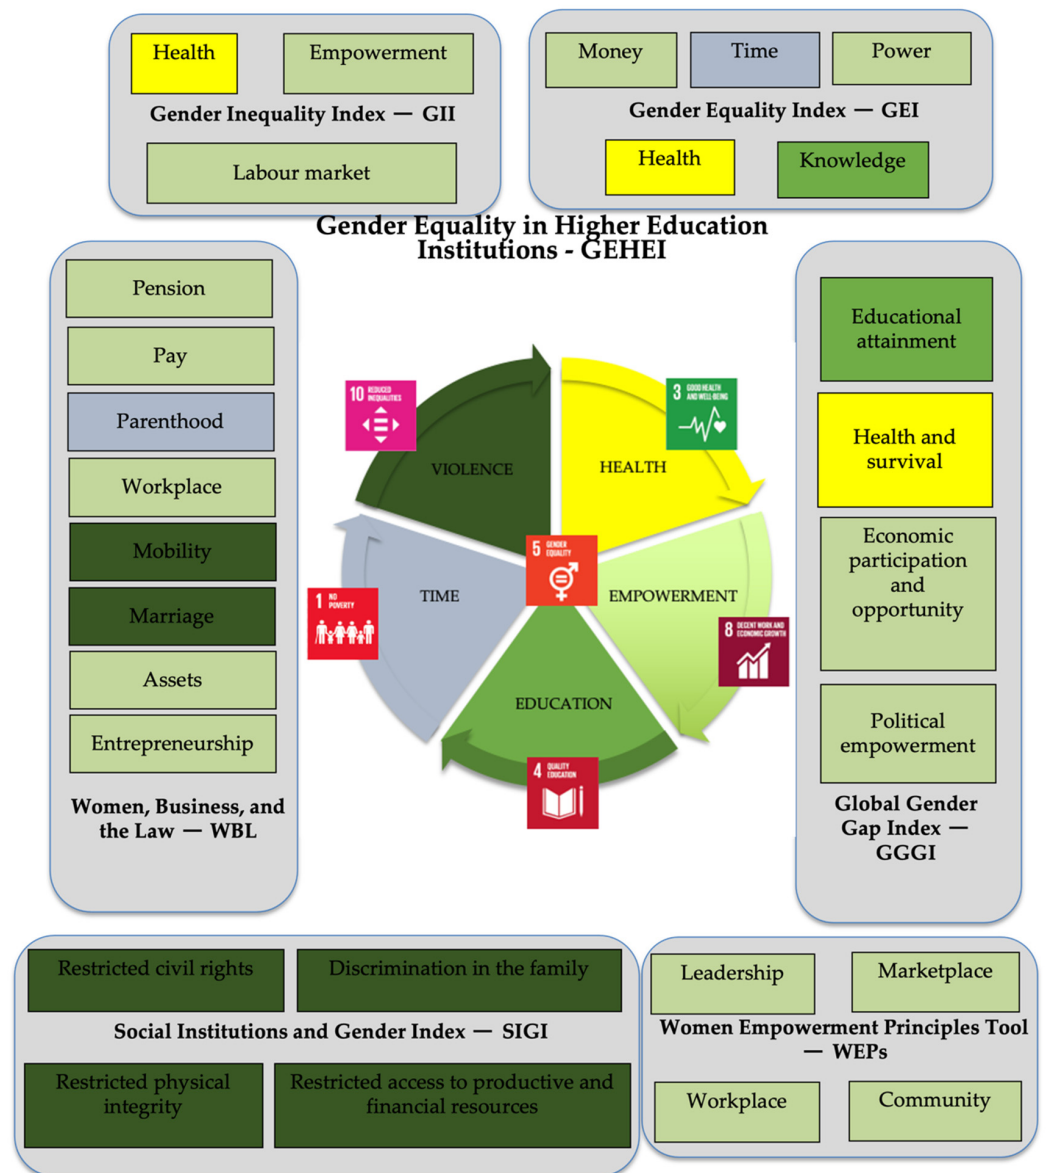 Health
Empowerment
Gender Inequality Index — GII
Labour market
Money
Time
Power
Gender Equality Index — GEI
Health
Knowledge
Gender Equality in Higher Education
Institutions - GEHEI
Pension
Pay
Parenthood
Workplace
Mobility
Marriage
Assets
Entrepreneurship
Women, Business, and
the Law — WBL
10 REDUCED
INEQUALITIES
3 GOOD HEALTH
AND WELL-BEING
VIOLENCE
HEALTH
5 GENDER
EQUALITY
TIME
EMPOWERMENT
1 NO
POVERTY
8 DECENT WORK AND
ECONOMIC GROWTH
EDUCATION
4 QUALITY
EDUCATION
Educational
attainment
Health and
survival
Economic
participation
and
opportunity
Political
empowerment
Global Gender
Gap Index —
GGGI
Restricted civil rights
Discrimination in the family
Social Institutions and Gender Index — SIGI
Restricted physical
integrity
Restricted access to productive and
financial resources
Leadership
Marketplace
Women Empowerment Principles Tool
— WEPs
Workplace
Community